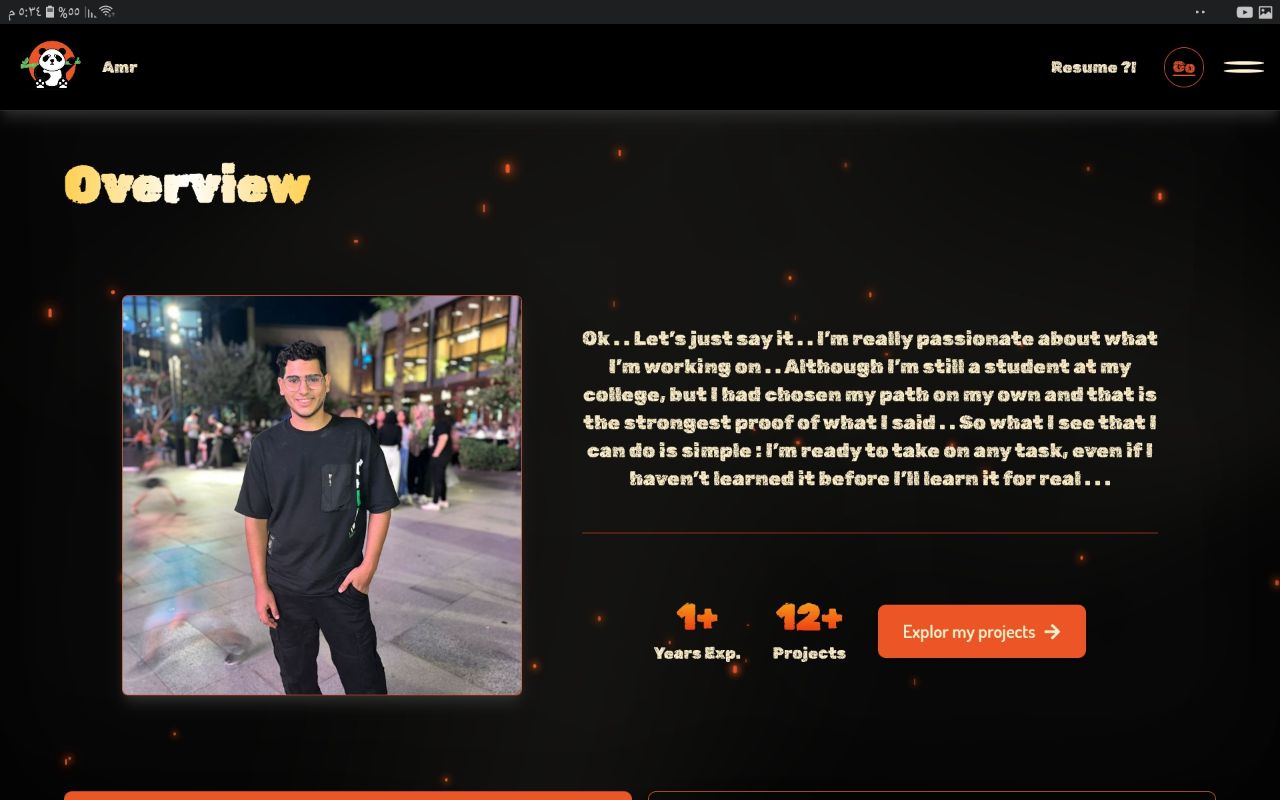 م ٥:٣٤ %٥٥
Amr
Resume ?!
Go
Overview
Ok . . Let's just say it . . I'm really passionate about what
I'm working on . . Although I'm still a student at my
college, but I had chosen my path on my own and that is
the strongest proof of what I said . . So what I see that I
can do is simple : I'm ready to take on any task, even if I
haven't learned it before I'll learn it for real . . .
1+
12+
Years Exp.
Projects
Explor my projects